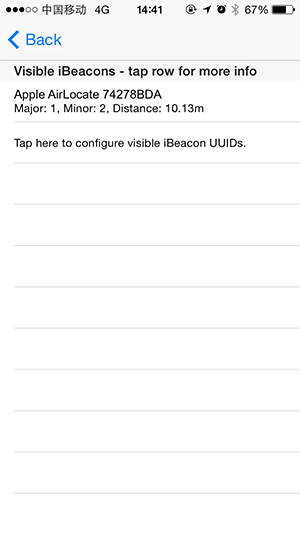 中国移动 4G 14:41 67%
Back
Visible iBeacons - tap row for more info
Apple AirLocate 74278BDA
Major: 1, Minor: 2, Distance: 10.13m
Tap here to configure visible iBeacon UUIDs.